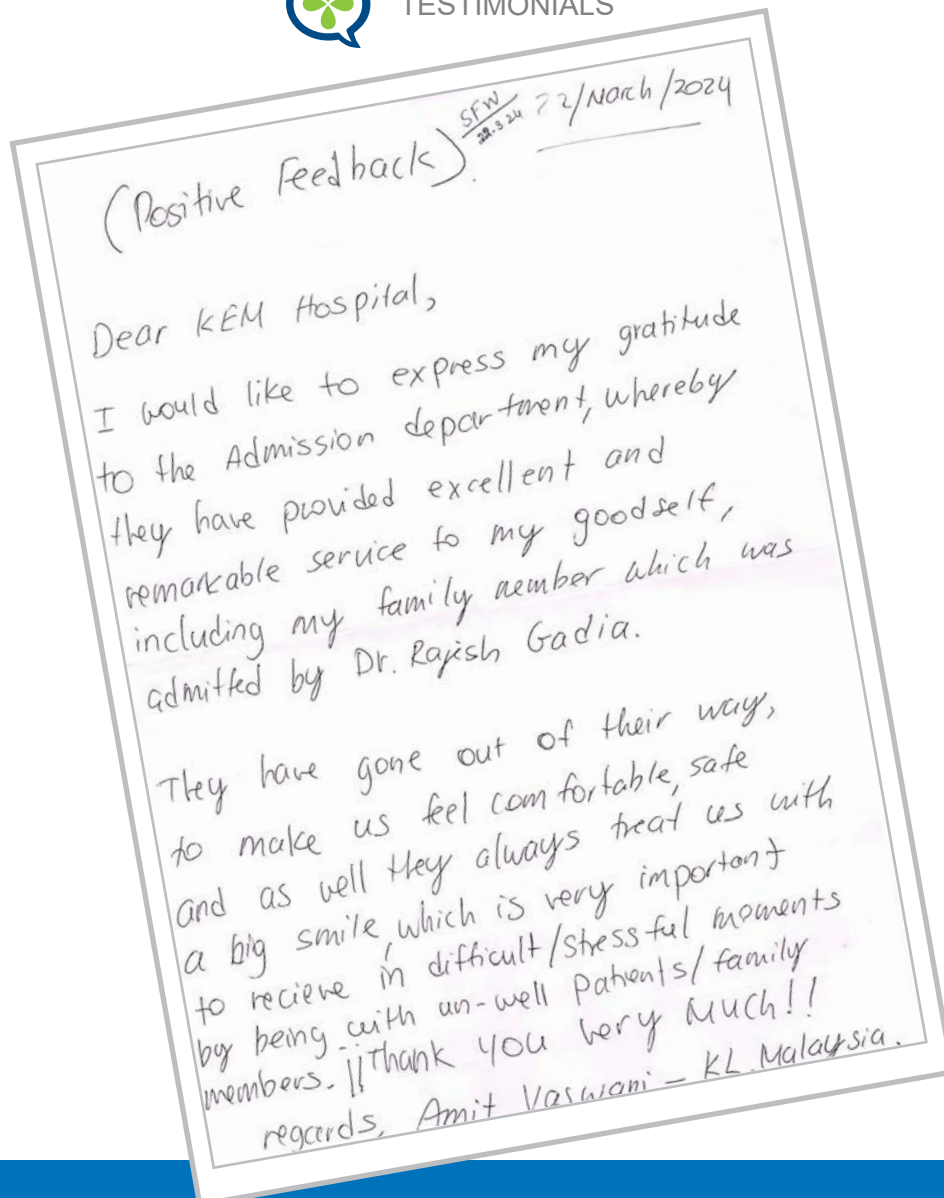 TESTIMONIALS
SFW
22.3.24
22/March/2024
(Positive Feedback).
Dear KEM Hospital,
I would like to express my gratitude
to the Admission department, whereby
they have provided excellent and
remarkable service to my goodself,
including my family member which was
admitted by Dr. Rajesh Gadia.
They have gone out of their way,
to make us feel comfortable, safe
and as well they always treat us with
a big smile, which is very important
to recieve in difficult/stressful moments
by being with un-well Patients/family
members. !!Thank you very Much!!
regards, Amit Vaswani - KL. Malaysia.